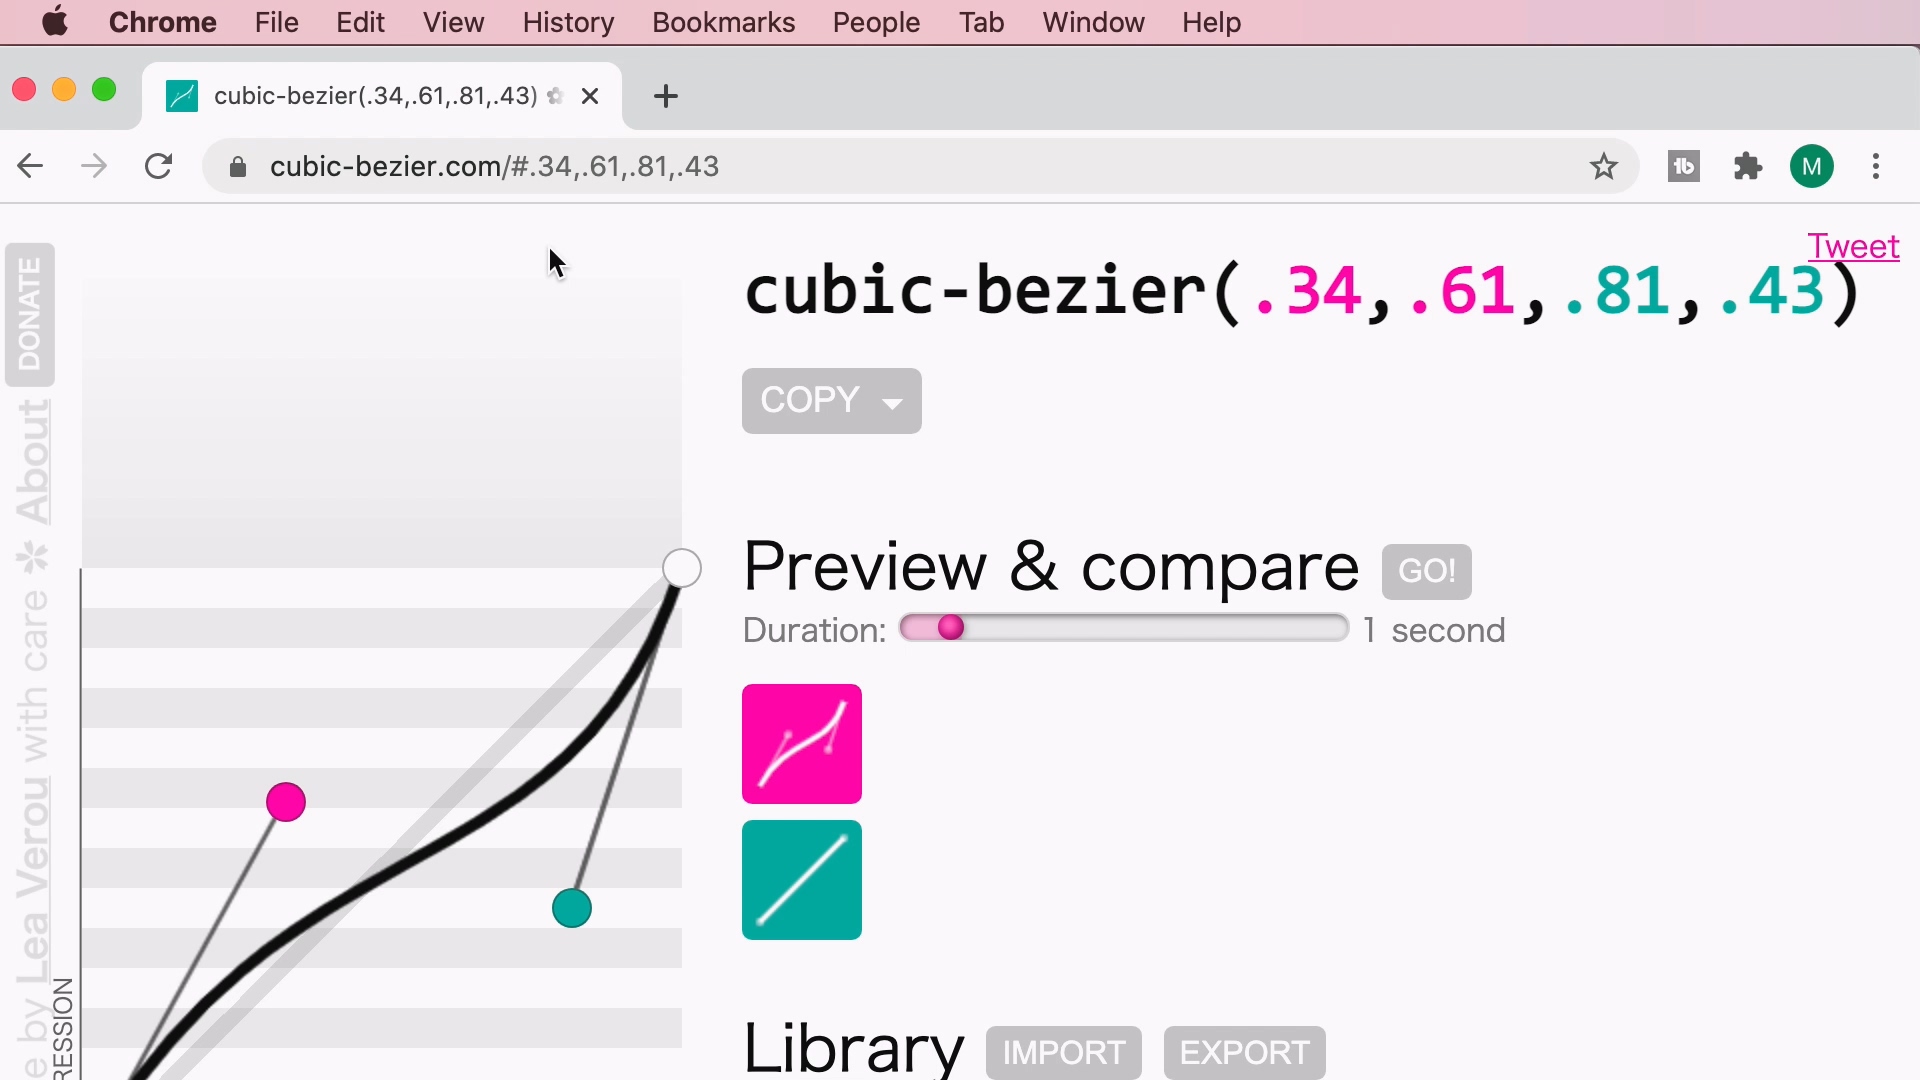 Chrome File Edit View History Bookmarks People Tab Window Help
cubic-bezier(.34,.61,.81,.43)
cubic-bezier.com/#.34,.61,.81,.43
tb
M
Tweet
cubic-bezier(.34,.61,.81,.43)
COPY
Preview & compare GO!
Duration: 1 second
Library IMPORT EXPORT
e by Lea Verou with care ✿ About DONATE
RESSION